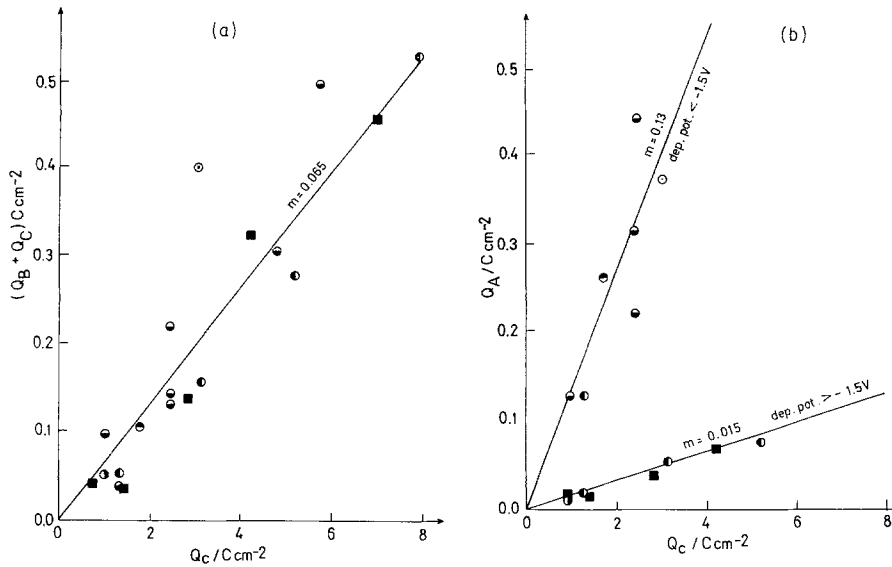 (a)
(Q_B + Q_C) C cm-2
0.5
0.4
0.3
0.2
0.1
0.0
m = 0.065
0
2
4
6
8
Q_c / C cm-2
(b)
Q_A / C cm-2
0.5
0.4
0.3
0.2
0.1
0.0
m = 0.13
dep. pot. < -1.5V
m = 0.015
dep. pot. > - 1.5V
0
2
4
6
8
Q_c / C cm-2